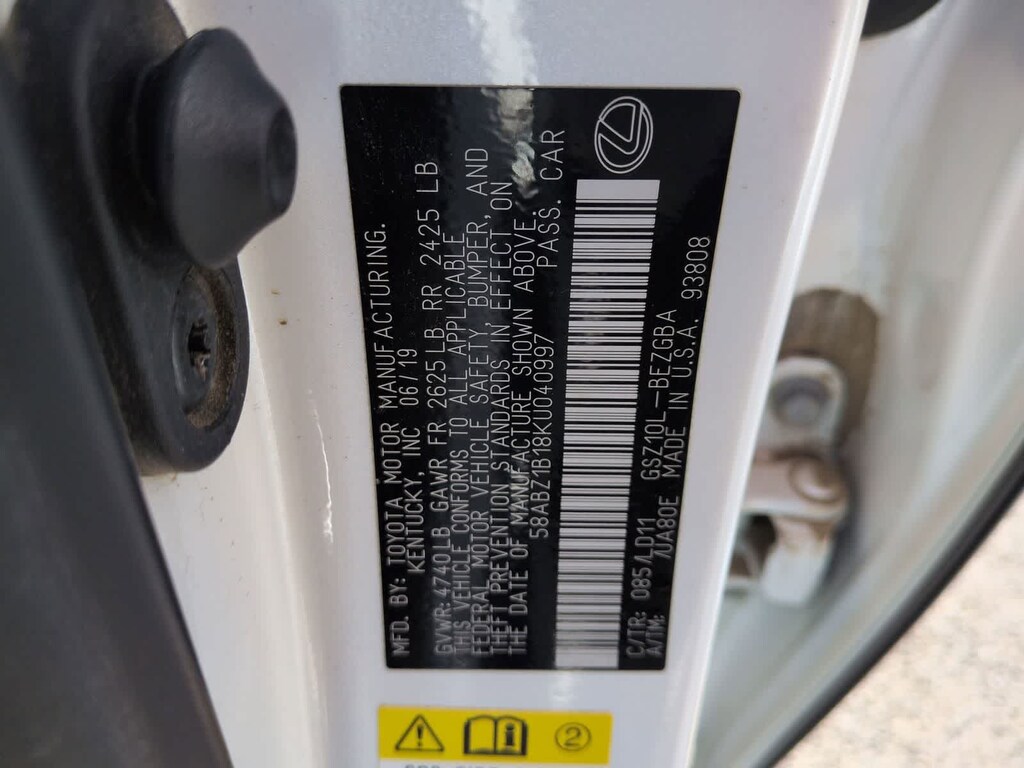 MFD. BY: TOYOTA MOTOR MANUFACTURING.
KENTUCKY, INC 06/19
GVWR: 4740LB GAWR FR 2625LB RR 2425 LB
THIS VEHICLE CONFORMS TO ALL APPLICABLE
FEDERAL MOTOR VEHICLE SAFETY, BUMPER, AND
THEFT PREVENTION STANDARDS IN EFFECT ON
THE DATE OF MANUFACTURE SHOWN ABOVE.
58ABZ1B18KU040997 PASS. CAR
C/TR: 085/LD11 GSZ10L-BEZGBA
A/TM: /UA80E MADE IN U.S.A. 93808
2